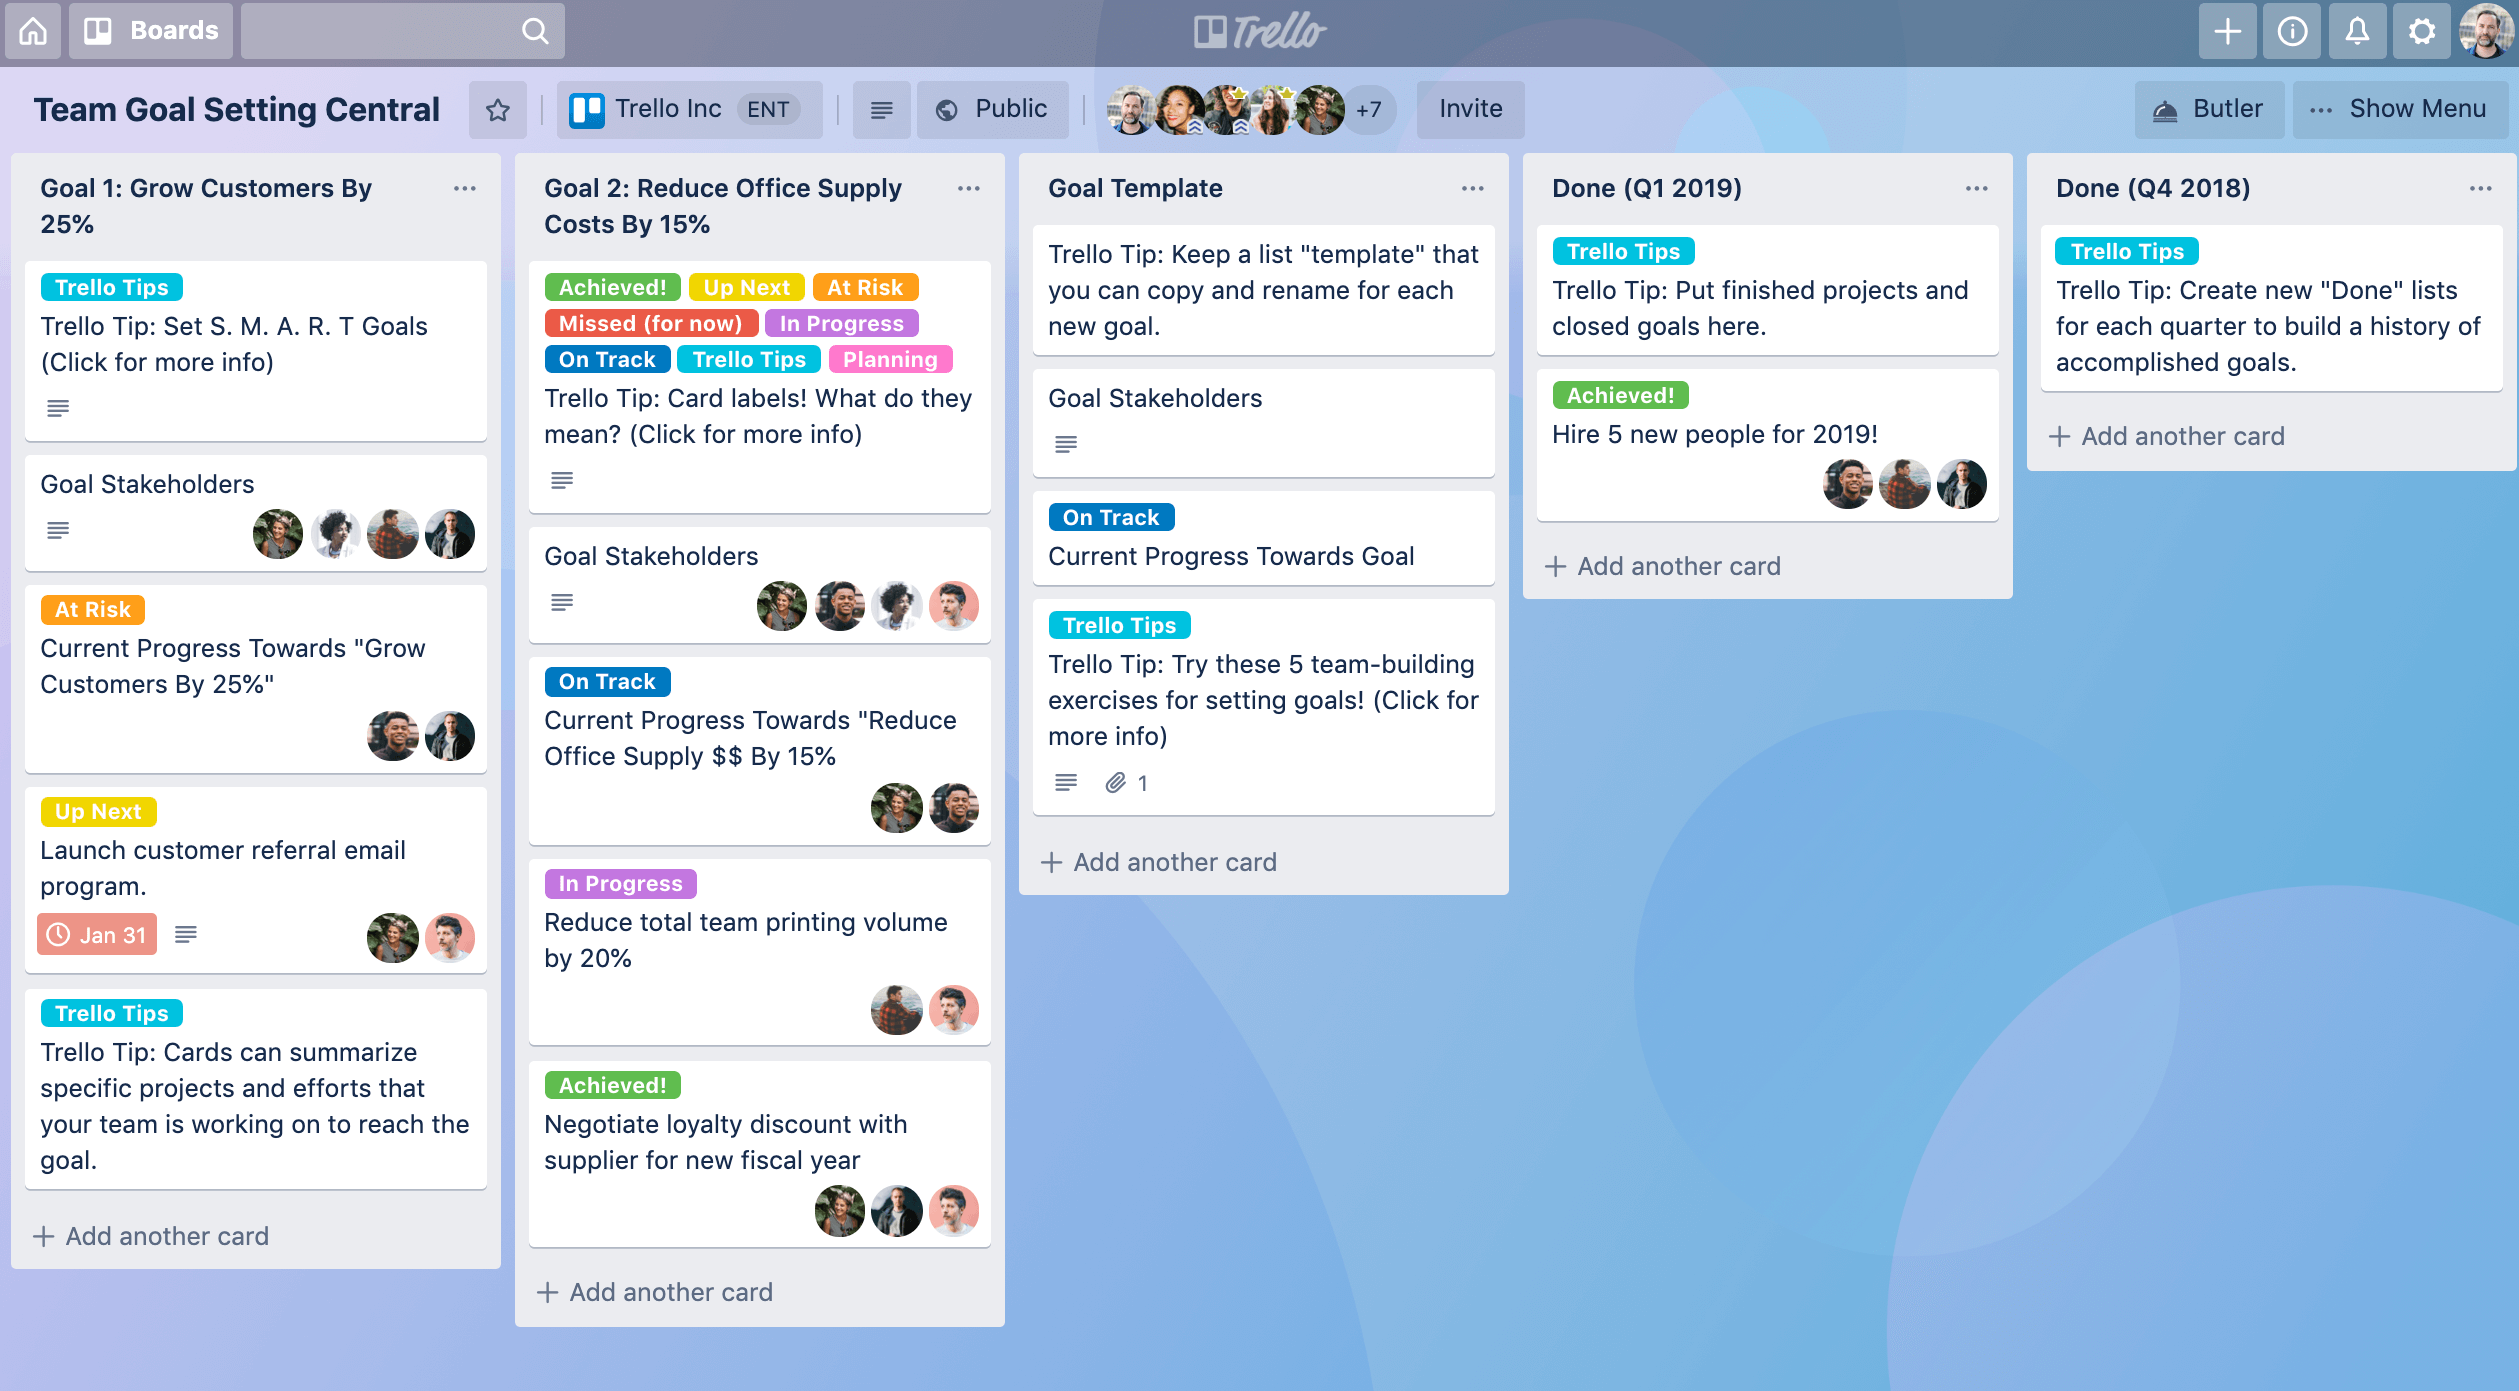 Boards
Trello
Team Goal Setting Central
Trello Inc ENT
Public
+7
Invite
Butler
Show Menu
Goal 1: Grow Customers By
25%
Trello Tips
Trello Tip: Set S. M. A. R. T Goals
(Click for more info)
Goal Stakeholders
At Risk
Current Progress Towards "Grow
Customers By 25%"
Up Next
Launch customer referral email
program.
Jan 31
Trello Tips
Trello Tip: Cards can summarize
specific projects and efforts that
your team is working on to reach the
goal.
Add another card
Goal 2: Reduce Office Supply
Costs By 15%
Achieved! Up Next At Risk
Missed (for now) In Progress
On Track Trello Tips Planning
Trello Tip: Card labels! What do they
mean? (Click for more info)
Goal Stakeholders
On Track
Current Progress Towards "Reduce
Office Supply $$ By 15%
In Progress
Reduce total team printing volume
by 20%
Achieved!
Negotiate loyalty discount with
supplier for new fiscal year
Add another card
Goal Template
Trello Tip: Keep a list "template" that
you can copy and rename for each
new goal.
Goal Stakeholders
On Track
Current Progress Towards Goal
Trello Tips
Trello Tip: Try these 5 team-building
exercises for setting goals! (Click for
more info)
1
Add another card
Done (Q1 2019)
Trello Tips
Trello Tip: Put finished projects and
closed goals here.
Achieved!
Hire 5 new people for 2019!
Add another card
Done (Q4 2018)
Trello Tips
Trello Tip: Create new "Done" lists
for each quarter to build a history of
accomplished goals.
Add another card